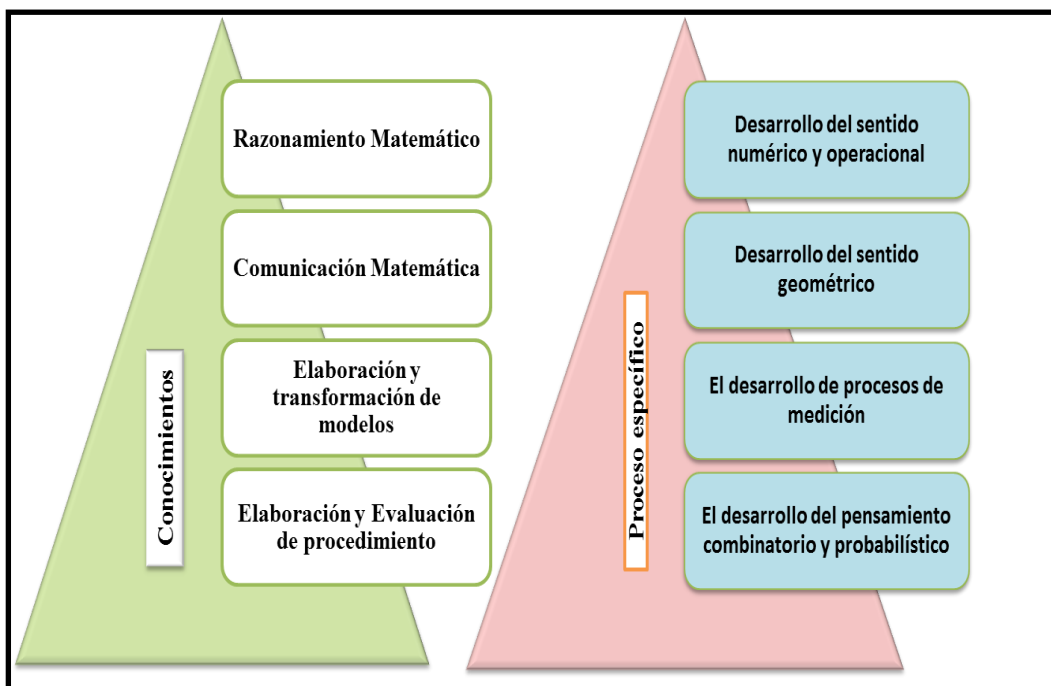 Conocimientos
Razonamiento Matemático
Comunicación Matemática
Elaboración y
transformación de
modelos
Elaboración y Evaluación
de procedimiento
Proceso específico
Desarrollo del sentido
numérico y operacional
Desarrollo del sentido
geométrico
El desarrollo de procesos de
medición
El desarrollo del pensamiento
combinatorio y probabilístico